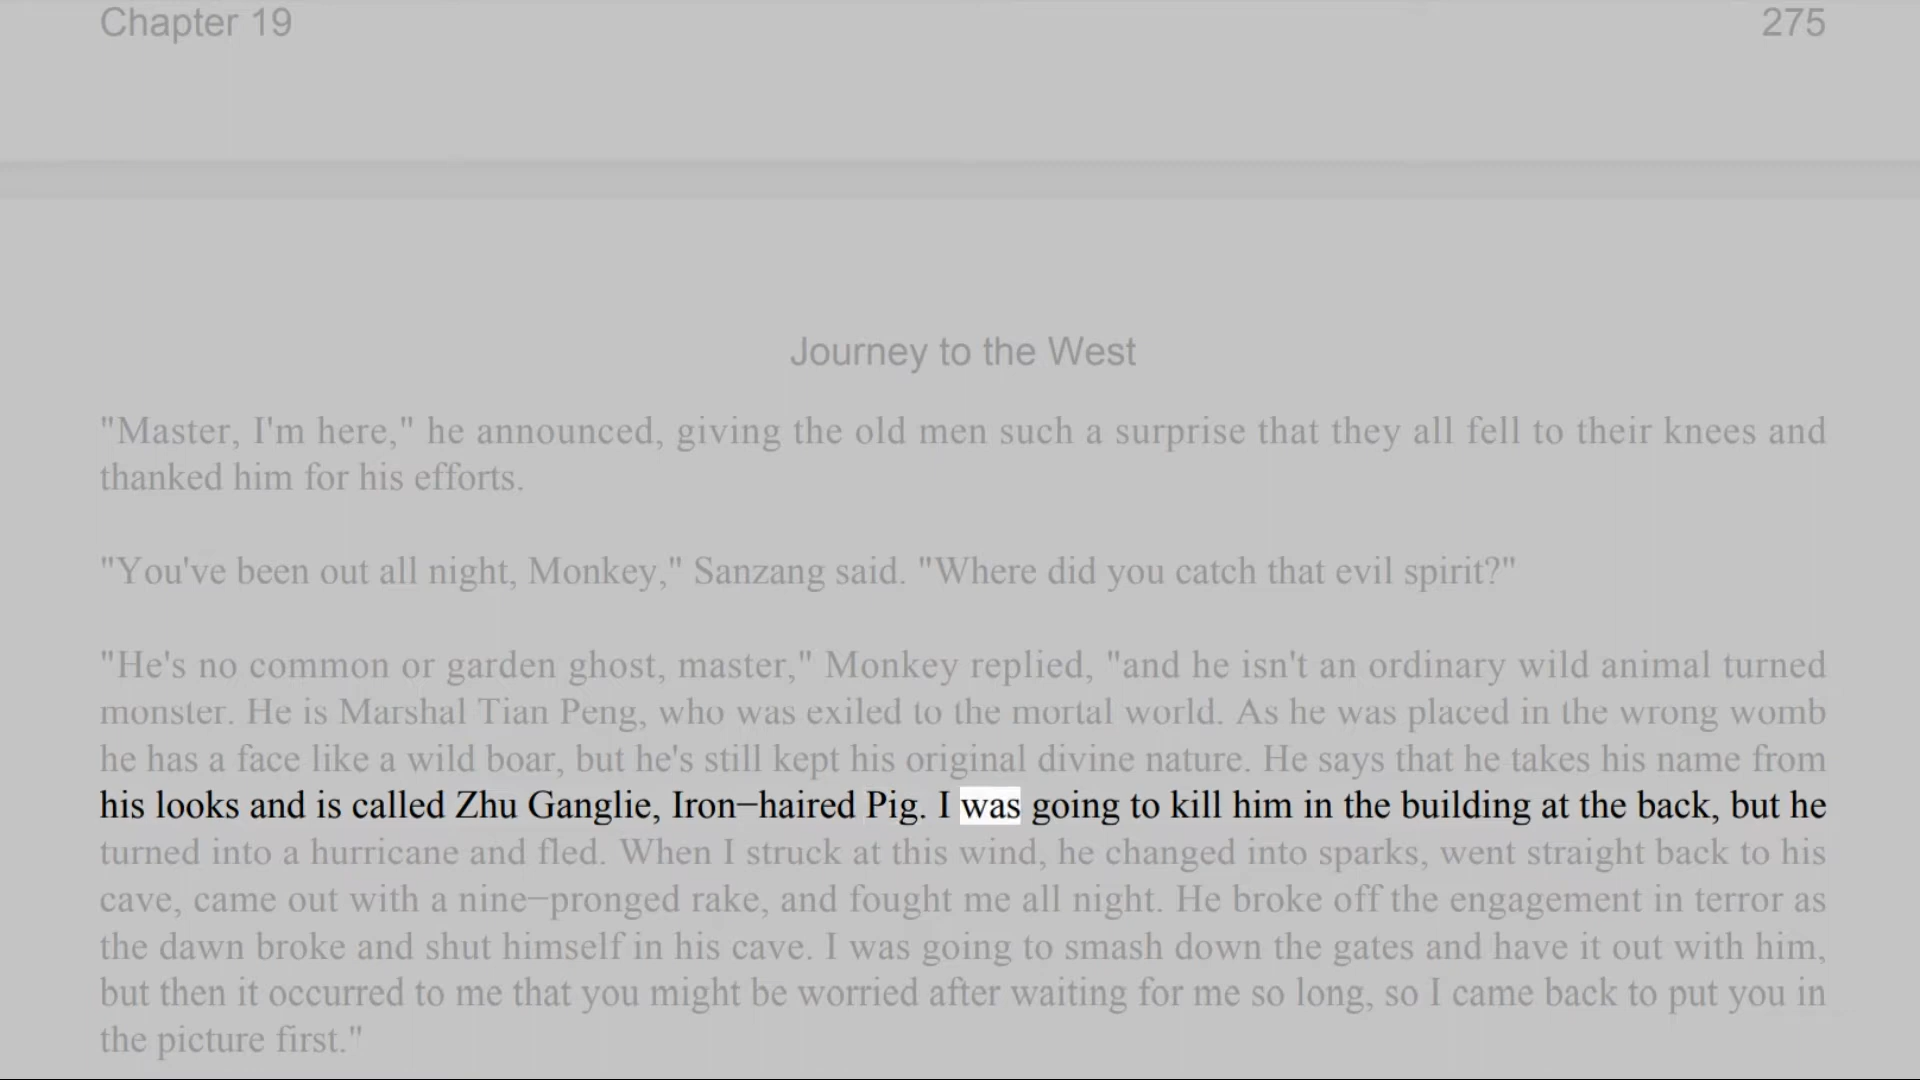 Chapter 19 275
Journey to the West
"Master, I'm here," he announced, giving the old men such a surprise that they all fell to their knees and
thanked him for his efforts.
"You've been out all night, Monkey," Sanzang said. "Where did you catch that evil spirit?"
"He's no common or garden ghost, master," Monkey replied, "and he isn't an ordinary wild animal turned
monster. He is Marshal Tian Peng, who was exiled to the mortal world. As he was placed in the wrong womb
he has a face like a wild boar, but he's still kept his original divine nature. He says that he takes his name from
his looks and is called Zhu Ganglie, Iron−haired Pig. I was going to kill him in the building at the back, but he
turned into a hurricane and fled. When I struck at this wind, he changed into sparks, went straight back to his
cave, came out with a nine−pronged rake, and fought me all night. He broke off the engagement in terror as
the dawn broke and shut himself in his cave. I was going to smash down the gates and have it out with him,
but then it occurred to me that you might be worried after waiting for me so long, so I came back to put you in
the picture first."